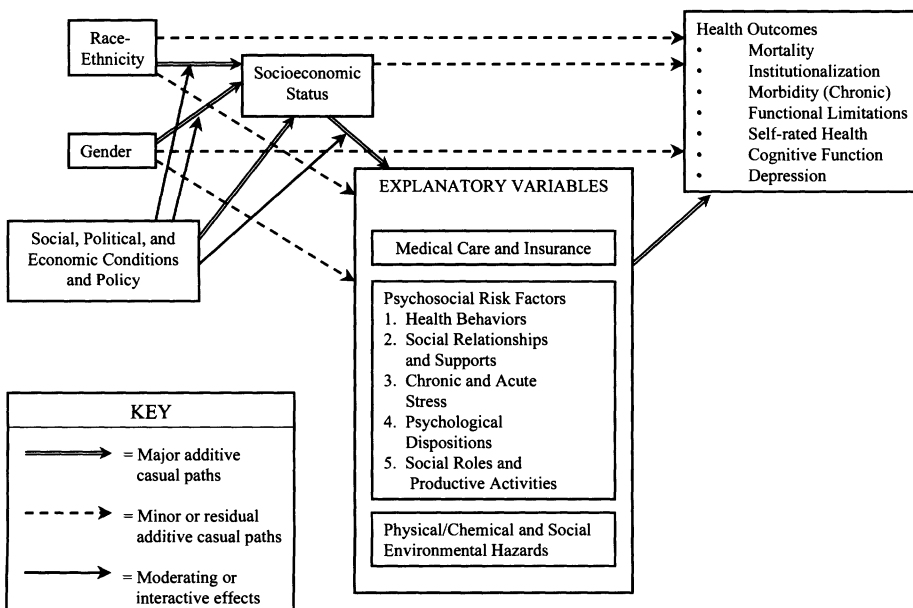 Race-
Ethnicity
Socioeconomic
Status
Gender
Social, Political, and
Economic Conditions
and Policy
Health Outcomes
• Mortality
• Institutionalization
• Morbidity (Chronic)
• Functional Limitations
• Self-rated Health
• Cognitive Function
• Depression
EXPLANATORY VARIABLES
Medical Care and Insurance
Psychosocial Risk Factors
1. Health Behaviors
2. Social Relationships
and Supports
3. Chronic and Acute
Stress
4. Psychological
Dispositions
5. Social Roles and
Productive Activities
Physical/Chemical and Social
Environmental Hazards
KEY
= Major additive
casual paths
= Minor or residual
additive casual paths
= Moderating or
interactive effects